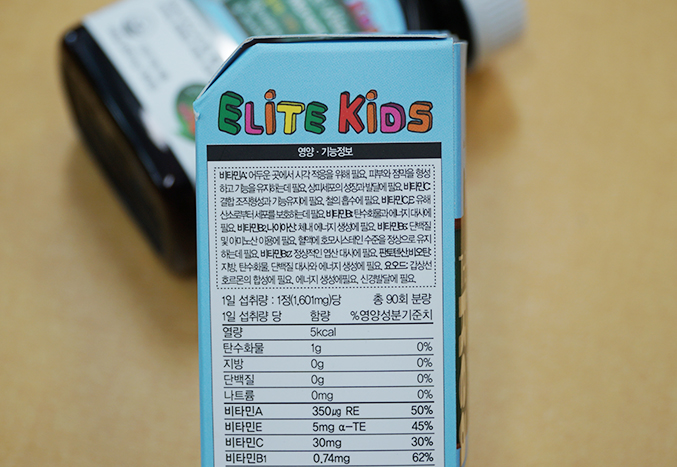 ELITE KIDS
영양 · 기능정보
비타민A: 어두운 곳에서 시각 적응을 위해 필요, 피부와 점막을 형성
하고 기능을 유지하는데 필요, 상피세포의 성장과 발달에 필요, 비타민C:
결합 조직형성과 기능유지에 필요, 철의 흡수에 필요, 비타민C,E: 유해
산소로부터 세포를 보호하는데 필요, 비타민B1: 탄수화물과 에너지 대사에
필요, 비타민B2,나이아신: 체내 에너지 생성에 필요, 비타민B6: 단백질
및 아미노산 이용에 필요, 혈액의 호모시스테인 수준을 정상으로 유지
하는데 필요, 비타민B12: 정상적인 엽산 대사에 필요, 판토텐산,비오틴:
지방, 탄수화물, 단백질 대사와 에너지 생성에 필요, 요오드: 갑상선
호르몬의 합성에 필요, 에너지 생성에필요, 신경발달에 필요
1일 섭취량 : 1정(1,601mg)당 총 90회 분량
1일 섭취량 당 함량 %영양성분기준치
열량 5kcal
탄수화물 1g 0%
지방 0g 0%
단백질 0g 0%
나트륨 0mg 0%
비타민A 350㎍ RE 50%
비타민E 5mg α-TE 45%
비타민C 30mg 30%
비타민B1 0.74mg 62%